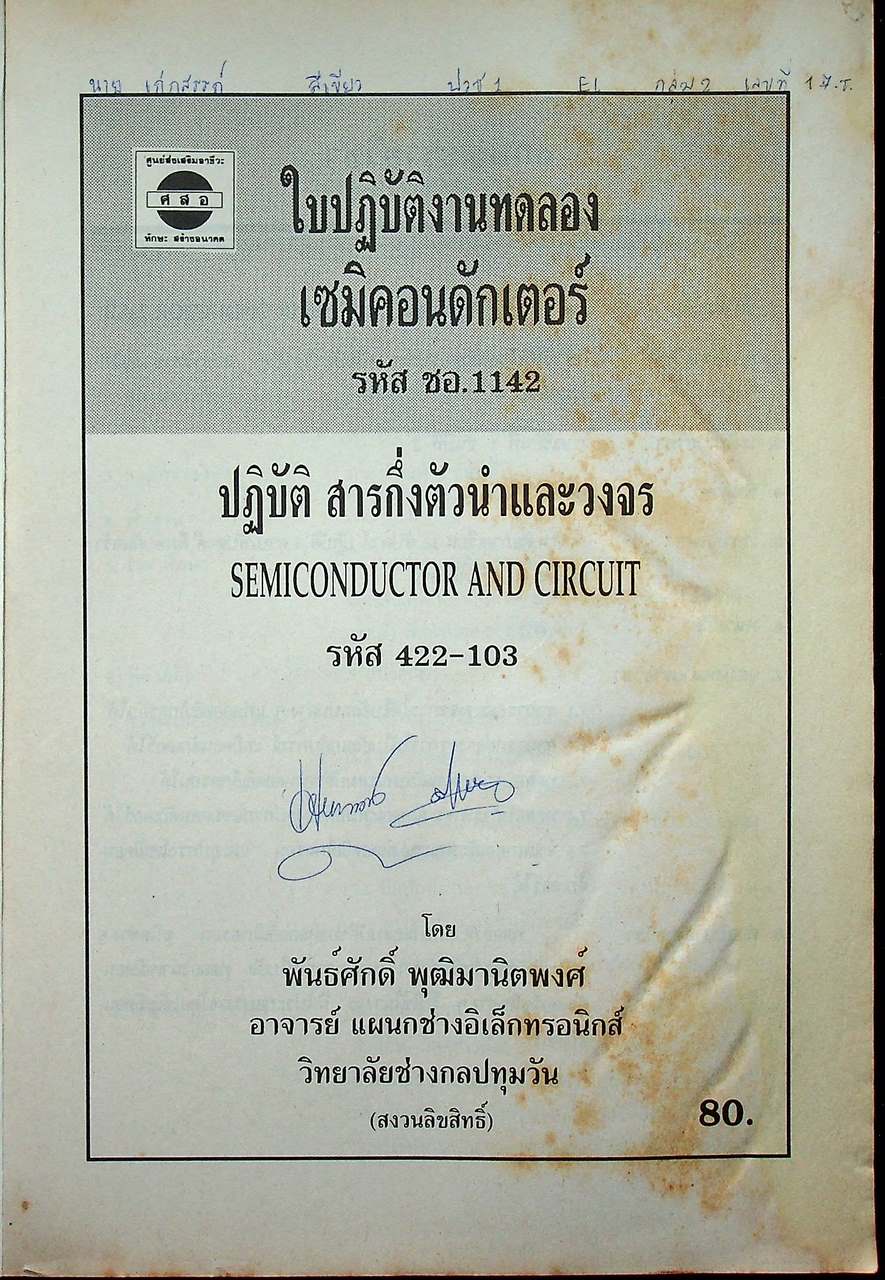 นาย เกักสรรค์ สีเขียว ปวช 1 EL กลุ่ม 2 เลขที่ 1
ศูนย์ส่งเสริมอาชีวะ
ศ ส อ
ทักษะ สร้างอนาคต
ใบปฏิบัติงานทดลอง
เซมิคอนดักเตอร์
รหัส ชอ.1142
ปฏิบัติ สารกึ่งตัวนำและวงจร
SEMICONDUCTOR AND CIRCUIT
รหัส 422-103
โดย
พันธ์ศักดิ์ พุฒิมานิตพงศ์
อาจารย์ แผนกช่างอิเล็กทรอนิกส์
วิทยาลัยช่างกลปทุมวัน
(สงวนลิขสิทธิ์)
80.